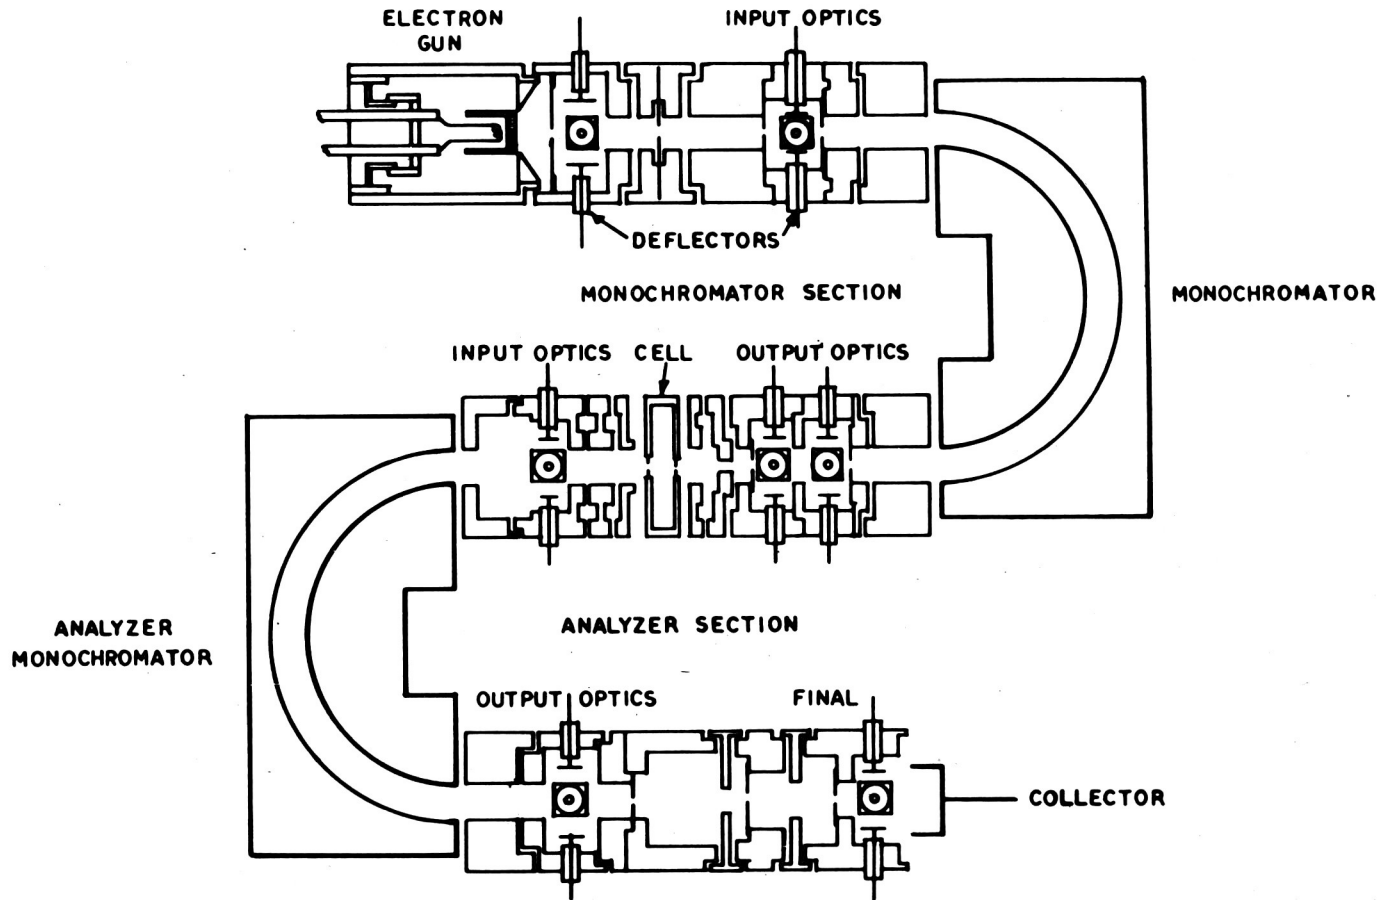 ELECTRON
GUN
INPUT OPTICS
DEFLECTORS
MONOCHROMATOR SECTION
MONOCHROMATOR
INPUT OPTICS
CELL
OUTPUT OPTICS
ANALYZER
MONOCHROMATOR
ANALYZER SECTION
OUTPUT OPTICS
FINAL
COLLECTOR